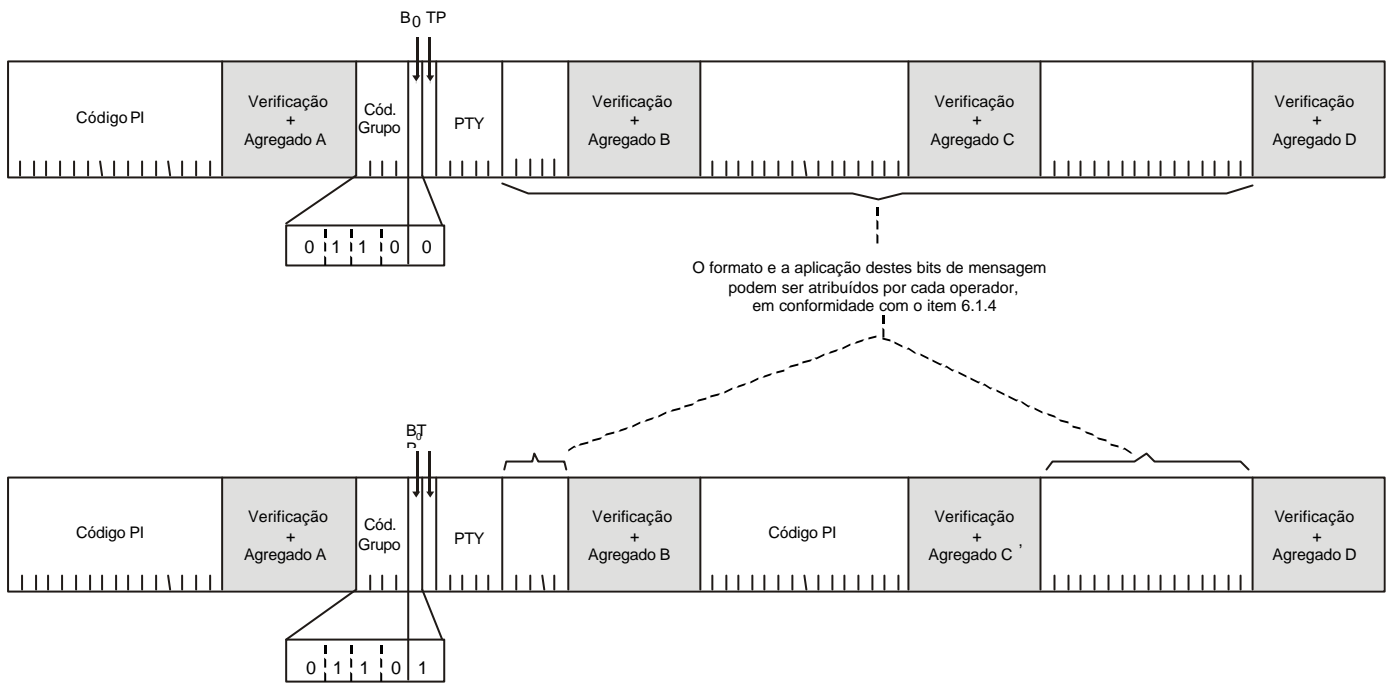 B0 TP
Código PI
Verificação
+
Agregado A
Cód.
Grupo
PTY
Verificação
+
Agregado B
Verificação
+
Agregado C
Verificação
+
Agregado D
0 1 1 0 0
O formato e a aplicação destes bits de mensagem
podem ser atribuídos por cada operador,
em conformidade com o item 6.1.4
B0T
P
Código PI
Verificação
+
Agregado A
Cód.
Grupo
PTY
Verificação
+
Agregado B
Código PI
Verificação
+
Agregado C ’
Verificação
+
Agregado D
0 1 1 0 1